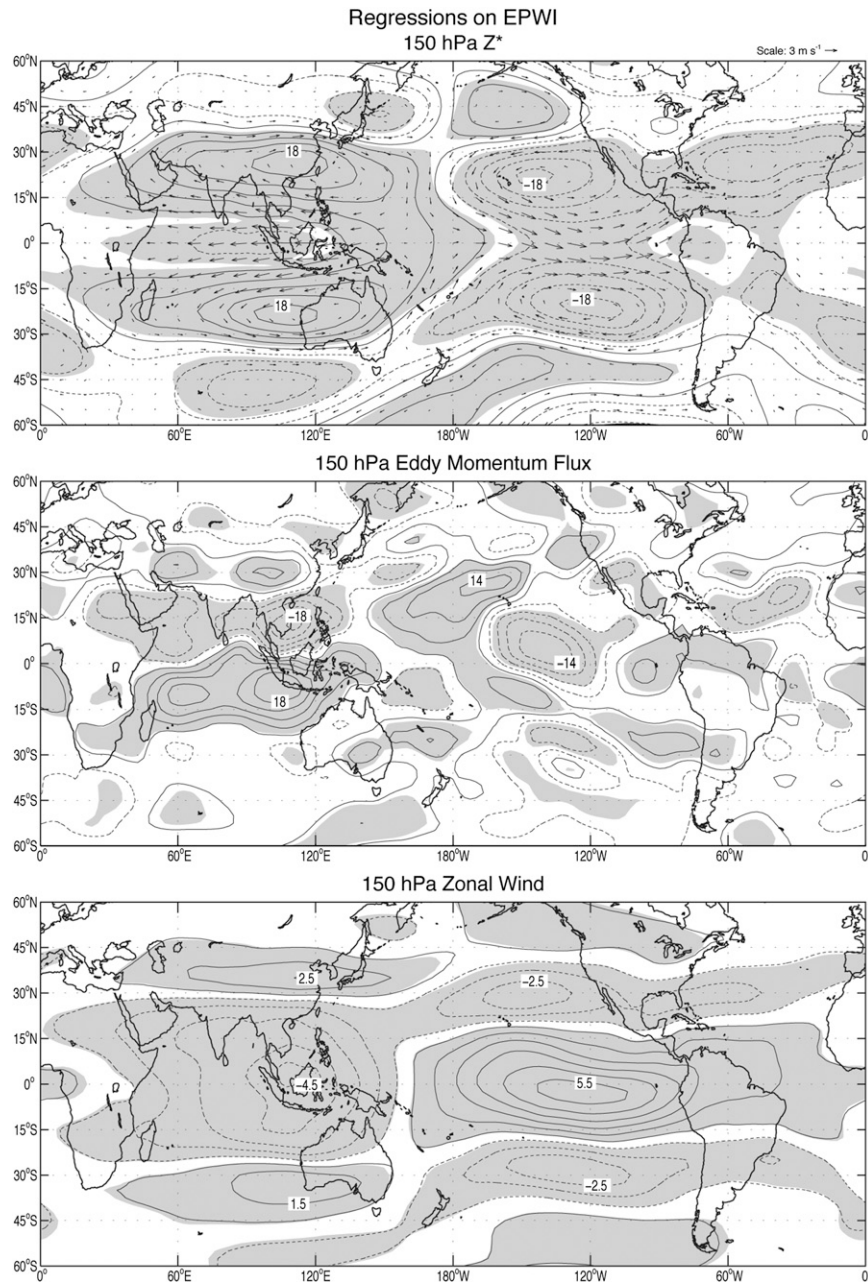 Regressions on EPWI
150 hPa Z*
Scale: 3 m s⁻¹ →
60°N
45°N
30°N
15°N
0°
15°S
30°S
45°S
60°S
18
-18
18
-18
0° 60°E 120°E 180°W 120°W 60°W 0°
150 hPa Eddy Momentum Flux
60°N
45°N
30°N
15°N
0°
15°S
30°S
45°S
60°S
14
-18
-14
18
0° 60°E 120°E 180°W 120°W 60°W 0°
150 hPa Zonal Wind
60°N
45°N
30°N
15°N
0°
15°S
30°S
45°S
60°S
2.5
-2.5
-4.5
5.5
1.5
-2.5
0° 60°E 120°E 180°W 120°W 60°W 0°